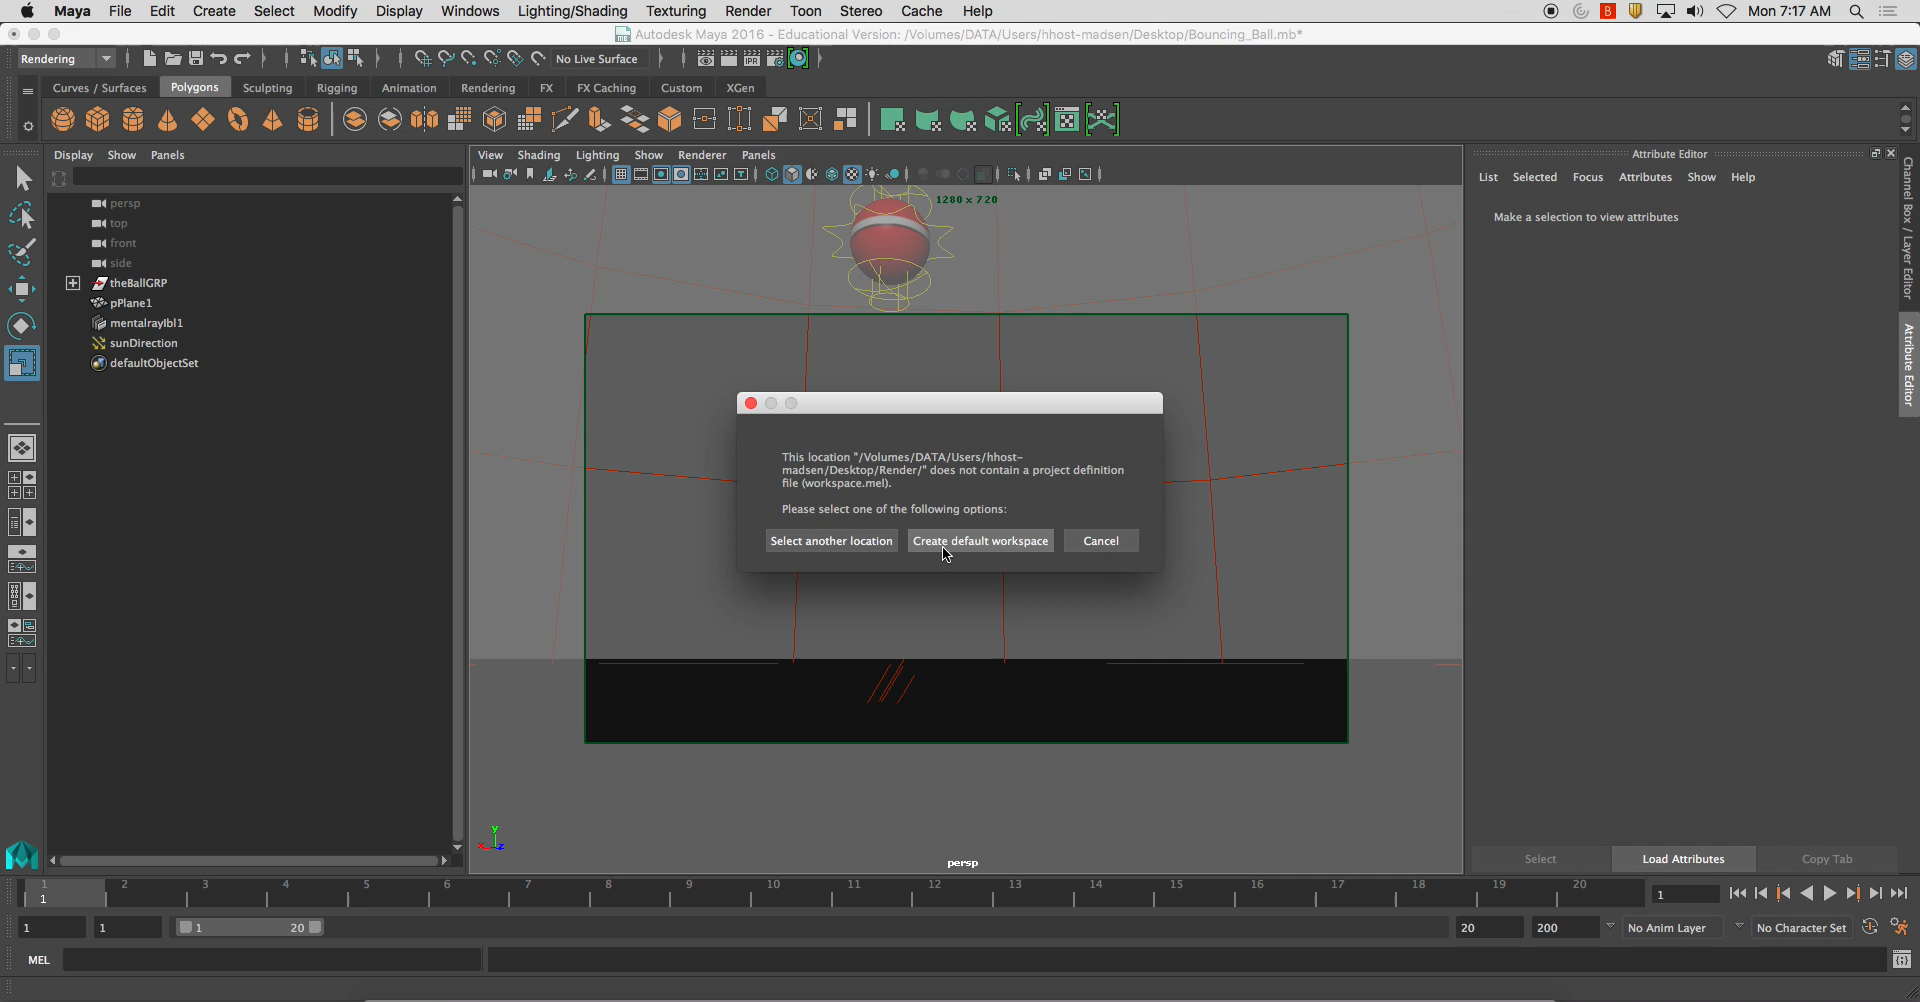 Maya File Edit Create Select Modify Display Windows Lighting/Shading Texturing Render Toon Stereo Cache Help
B Mon 7:17 AM
Autodesk Maya 2016 - Educational Version: /Volumes/DATA/Users/hhost-madsen/Desktop/Bouncing_Ball.mb*
Rendering
No Live Surface
IPR
Curves / Surfaces Polygons Sculpting Rigging Animation Rendering FX FX Caching Custom XGen
Display Show Panels
View Shading Lighting Show Renderer Panels
Attribute Editor
List Selected Focus Attributes Show Help
Make a selection to view attributes
Channel Box / Layer Editor
Attribute Editor
persp
top
front
side
theBallGRP
pPlane1
mentalrayIbl1
sunDirection
defaultObjectSet
1280 x 720
This location "/Volumes/DATA/Users/hhost-
madsen/Desktop/Render/" does not contain a project definition
file (workspace.mel).
Please select one of the following options:
Select another location Create default workspace Cancel
y
x z
persp
Select Load Attributes Copy Tab
1 2 3 4 5 6 7 8 9 10 11 12 13 14 15 16 17 18 19 20
1
1
1 1 1 20 20 200 No Anim Layer No Character Set
MEL